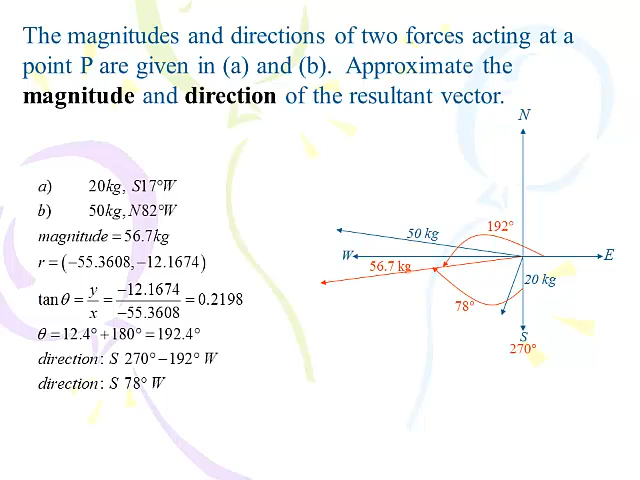 The magnitudes and directions of two forces acting at a
point P are given in (a) and (b).  Approximate the
magnitude and direction of the resultant vector.
a) 20kg, S17°W
b) 50kg, N82°W
magnitude = 56.7kg
r = (−55.3608, −12.1674)
tan θ = y/x = −12.1674/−55.3608 = 0.2198
θ = 12.4° + 180° = 192.4°
direction: S 270° − 192° W
direction: S 78° W
N
192°
50 kg
W
E
56.7 kg
20 kg
78°
S
270°